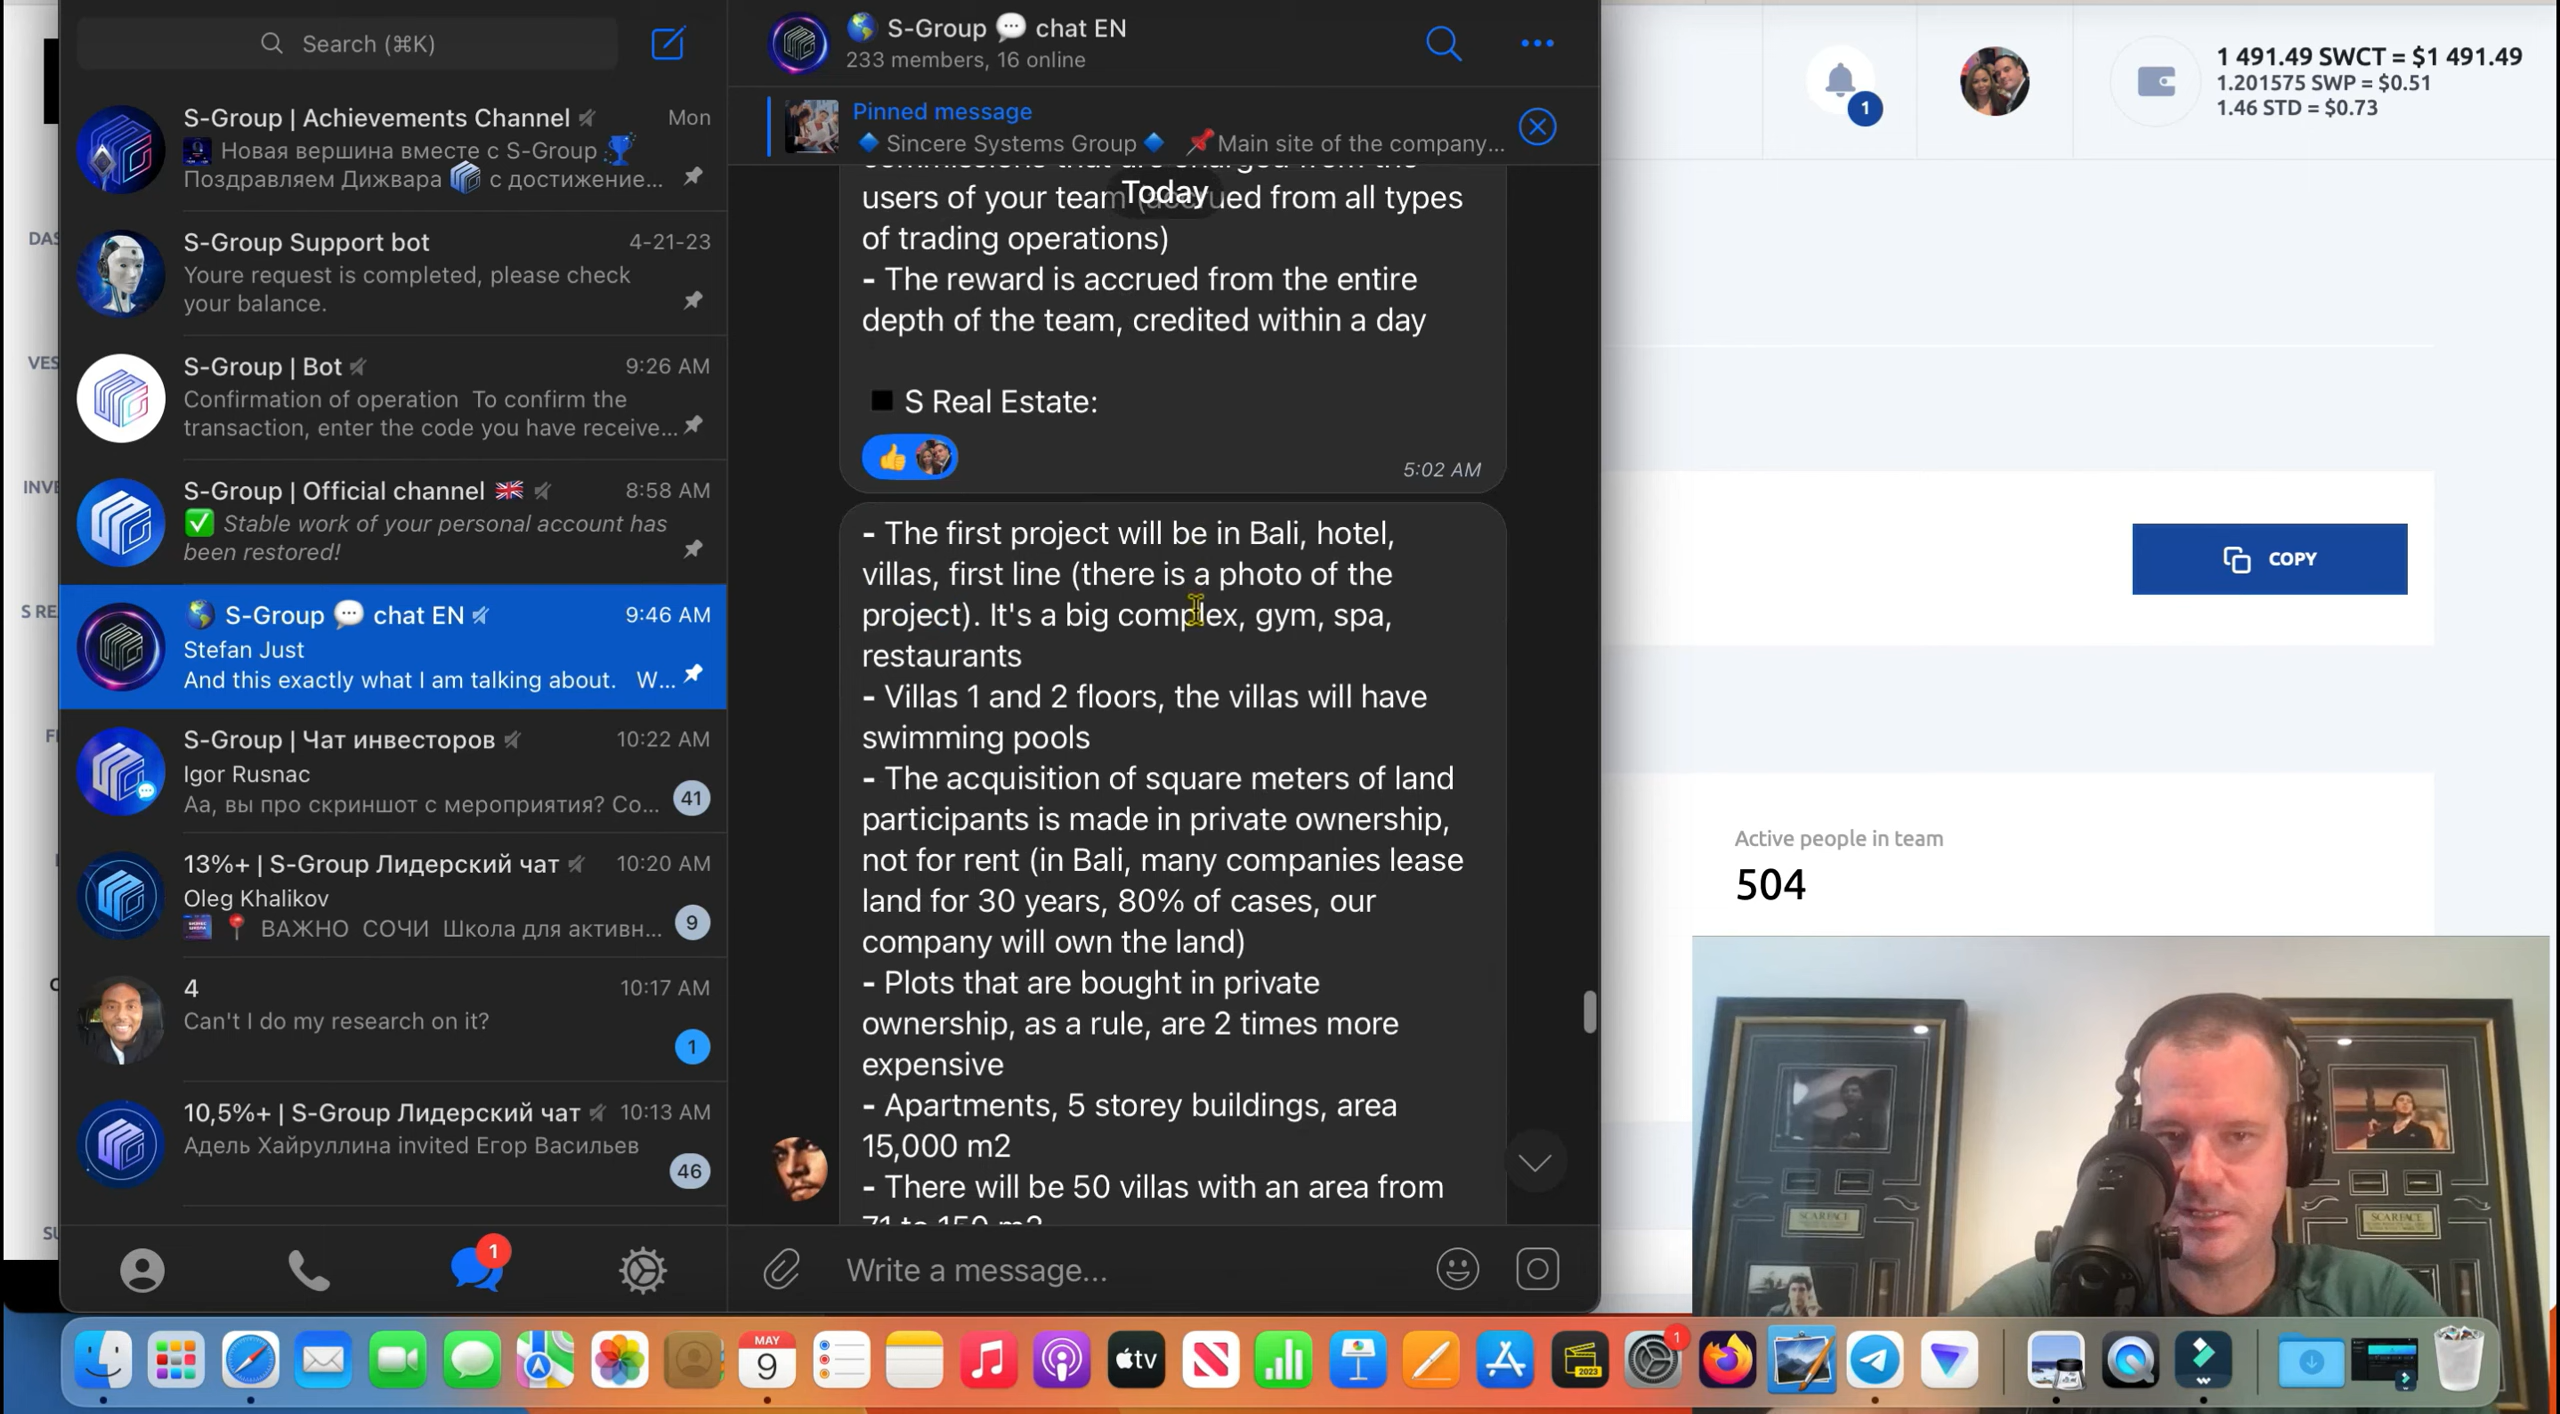 Search (⌘K)
S-Group | Achievements Channel
Mon
Новая вершина вместе с S-Group
Поздравляем Дижвара с достижение...
S-Group Support bot
4-21-23
Youre request is completed, please check
your balance.
S-Group | Bot
9:26 AM
Confirmation of operation To confirm the
transaction, enter the code you have receive...
S-Group | Official channel
8:58 AM
Stable work of your personal account has
been restored!
S-Group chat EN
9:46 AM
Stefan Just
And this exactly what I am talking about. W...
S-Group | Чат инвесторов
10:22 AM
Igor Rusnac
Аа, вы про скриншот с мероприятия? Со...
41
13%+ | S-Group Лидерский чат
10:20 AM
Oleg Khalikov
ВАЖНО СОЧИ Школа для активн...
9
4
10:17 AM
Can't I do my research on it?
1
10,5%+ | S-Group Лидерский чат
10:13 AM
Адель Хайруллина invited Егор Васильев
46
1
S-Group chat EN
233 members, 16 online
Pinned message
Sincere Systems Group Main site of the company...
Today
users of your team (accrued from all types
of trading operations)
- The reward is accrued from the entire
depth of the team, credited within a day
S Real Estate:
5:02 AM
- The first project will be in Bali, hotel,
villas, first line (there is a photo of the
project). It's a big complex, gym, spa,
restaurants
- Villas 1 and 2 floors, the villas will have
swimming pools
- The acquisition of square meters of land
participants is made in private ownership,
not for rent (in Bali, many companies lease
land for 30 years, 80% of cases, our
company will own the land)
- Plots that are bought in private
ownership, as a rule, are 2 times more
expensive
- Apartments, 5 storey buildings, area
15,000 m2
- There will be 50 villas with an area from
71 to 150 m2
Write a message...
1
1 491.49 SWCT = $1 491.49
1.201575 SWP = $0.51
1.46 STD = $0.73
COPY
Active people in team
504
SCARFACE
SCARFACE
DAS
VES
INVE
S RE
MAY
9
tv
2023
1